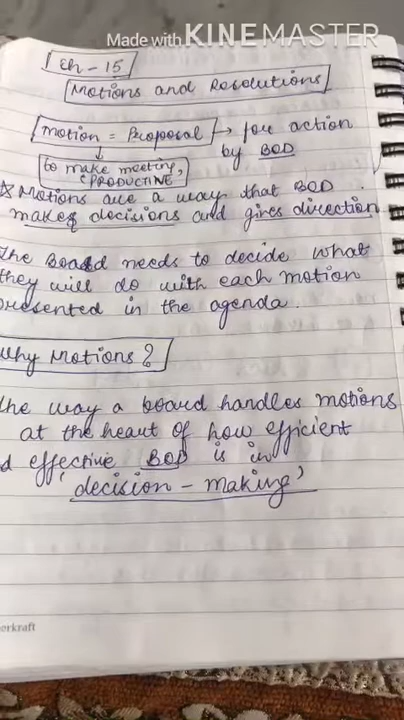 Made with KINEMASTER
Ch - 15
Motions and Resolutions
Motion = Proposal → for action
by BOD
to make meeting,
PRODUCTIVE
* Motions are a way that BOD
makes decisions and gives direction
The Board needs to decide what
they will do with each motion
presented in the agenda.
Why Motions?
The way a board handles motions
at the heart of how efficient
d effective BOD is in
'decision - making'
erkraft